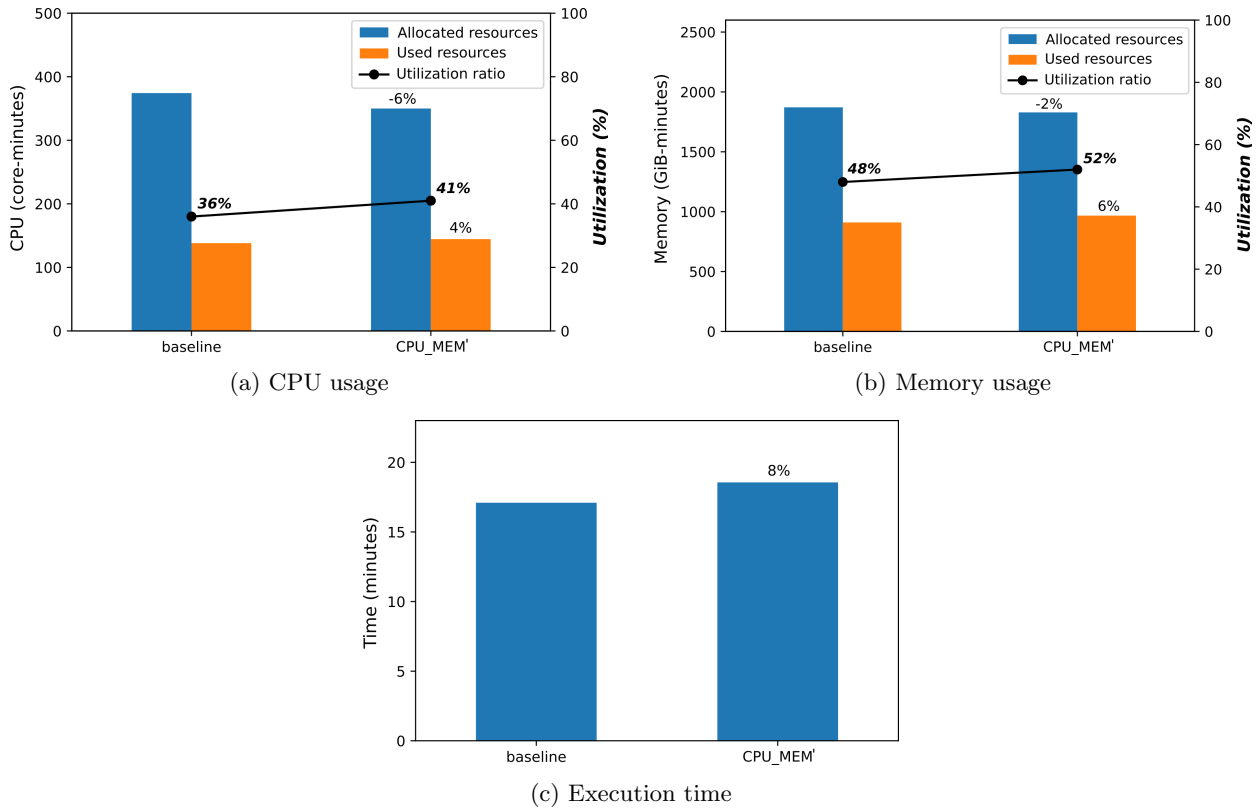 500
400
300
200
100
0
CPU (core-minutes)
100
80
60
40
20
0
Utilization (%)
Allocated resources
Used resources
Utilization ratio
-6%
36%
41%
4%
baseline
CPU_MEM'
(a) CPU usage
2500
2000
1500
1000
500
0
Memory (GiB-minutes)
100
80
60
40
20
0
Utilization (%)
Allocated resources
Used resources
Utilization ratio
-2%
48%
52%
6%
baseline
CPU_MEM'
(b) Memory usage
20
15
10
5
0
Time (minutes)
8%
baseline
CPU_MEM'
(c) Execution time